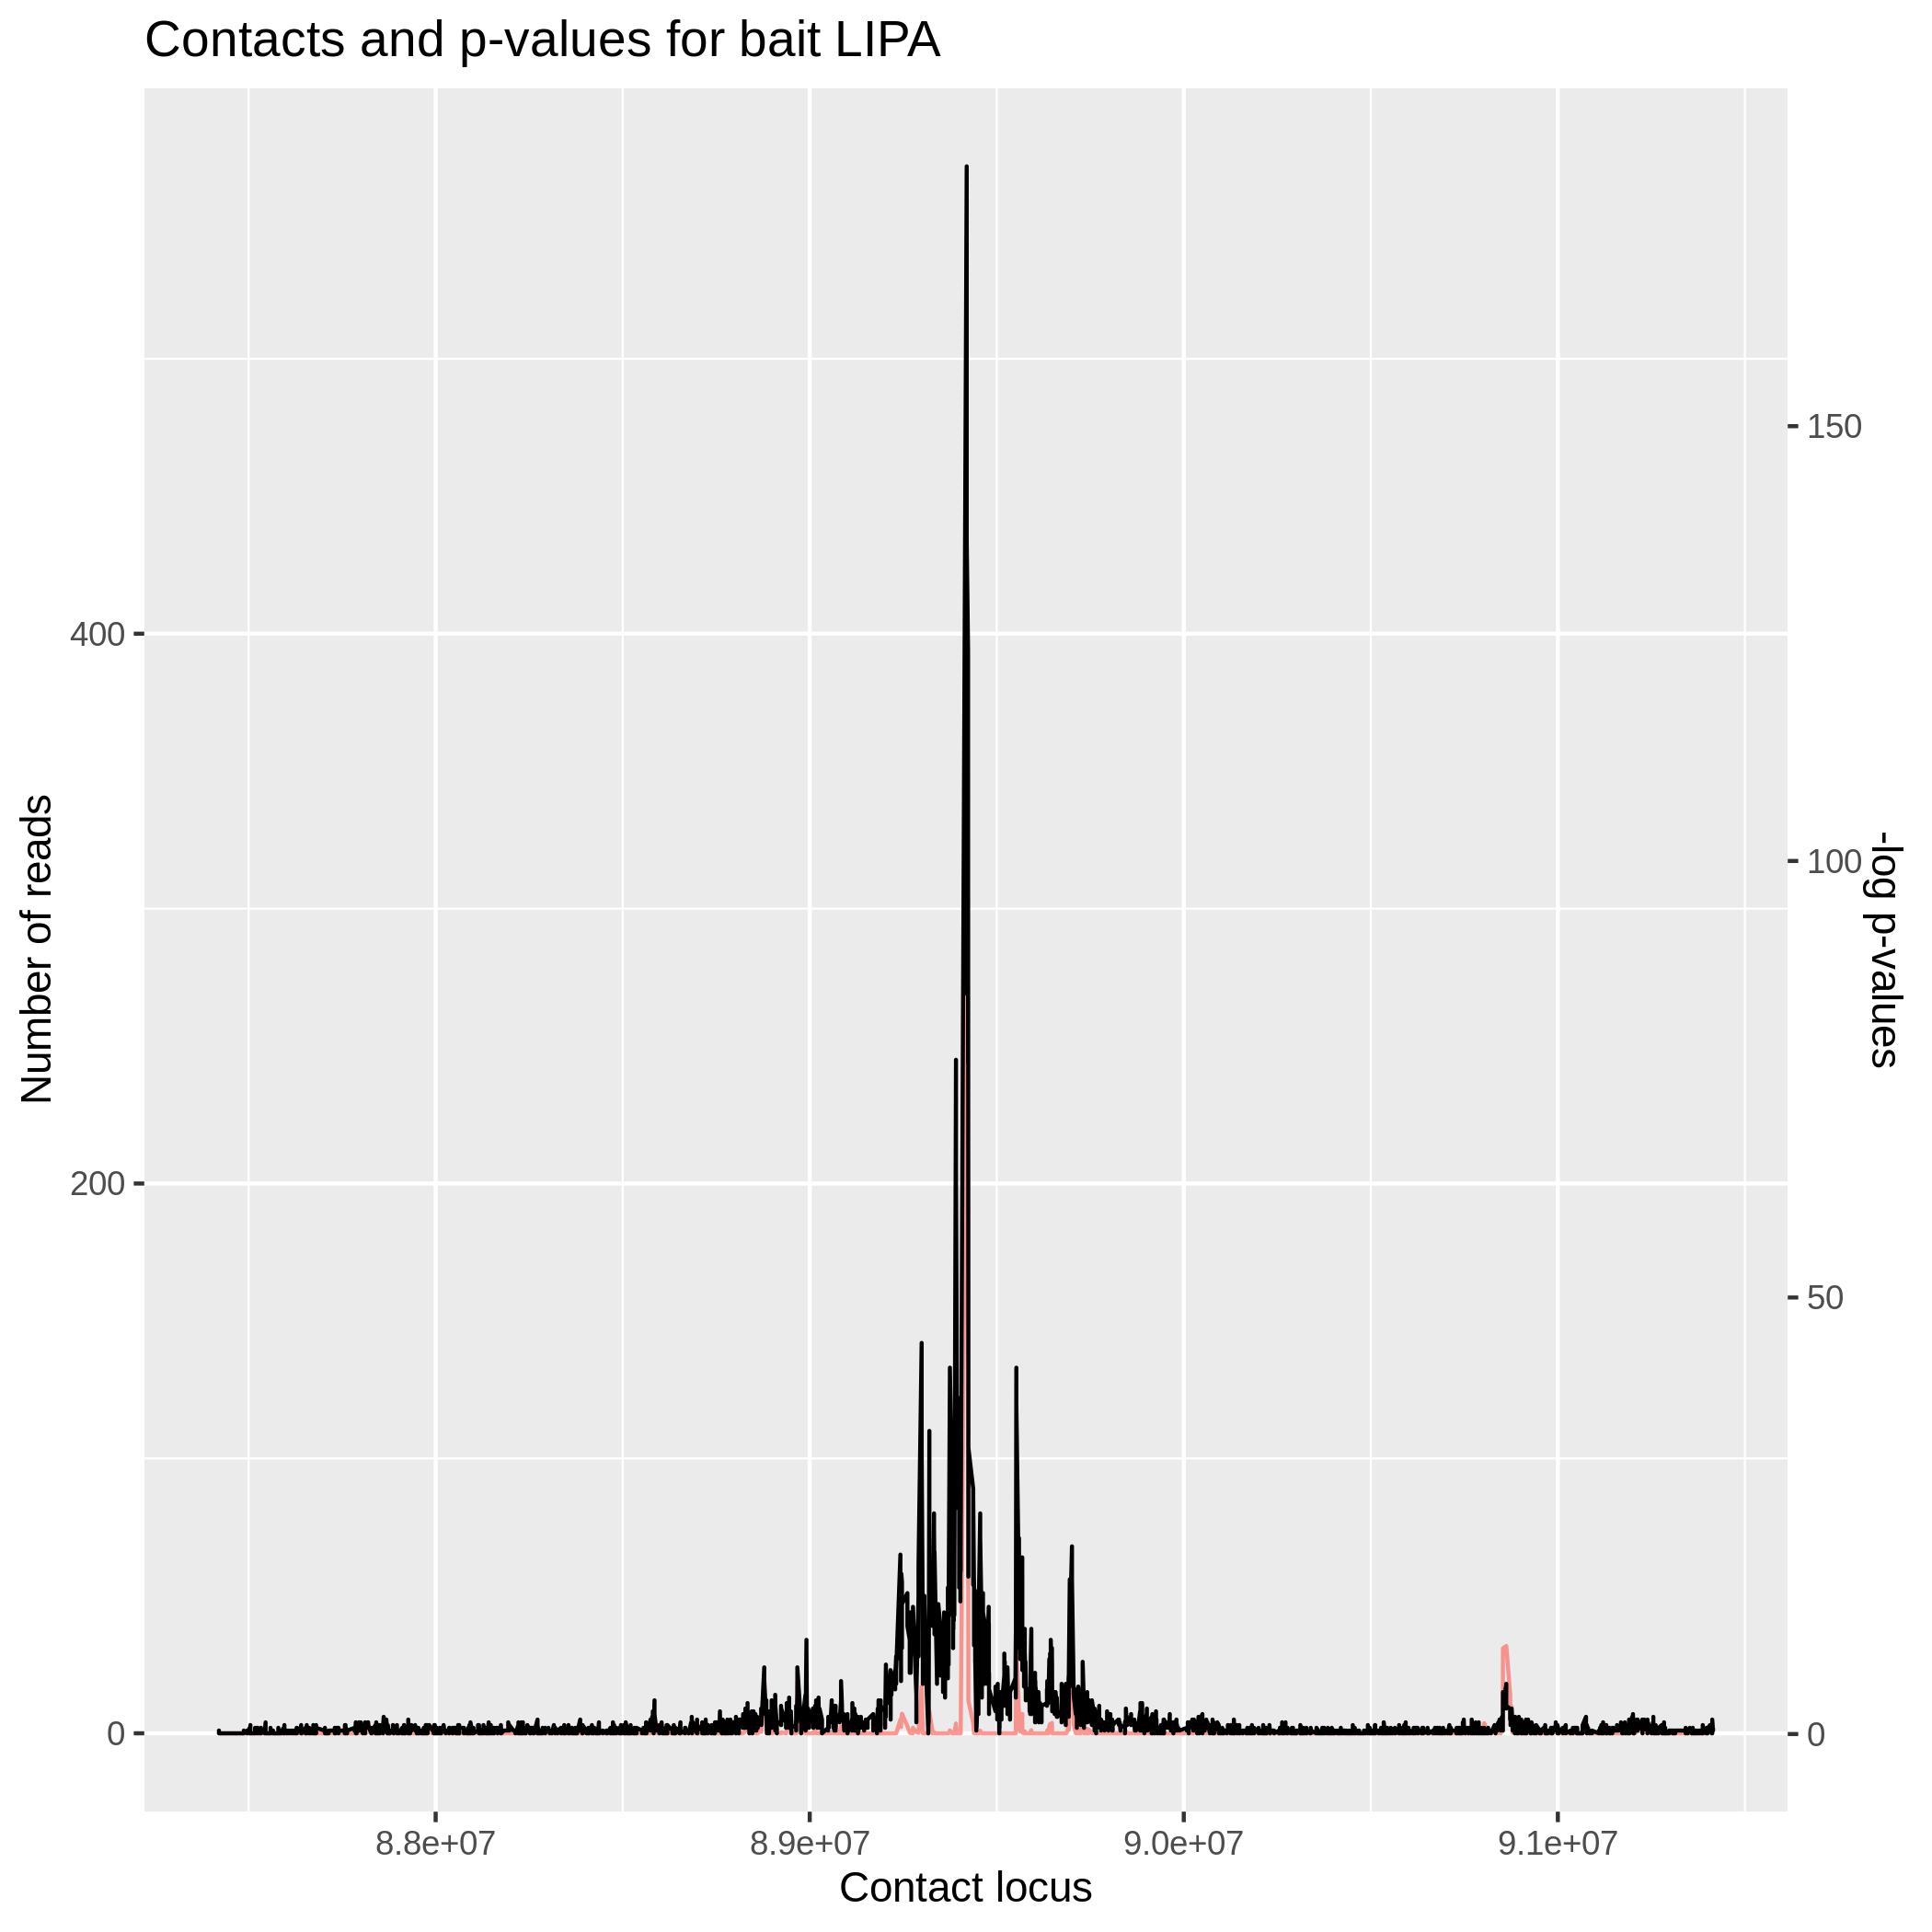 Contacts and p-values for bait LIPA
Number of reads
400
200
0
150
100
50
0
-log p-values
8.8e+07 8.9e+07 9.0e+07 9.1e+07
Contact locus